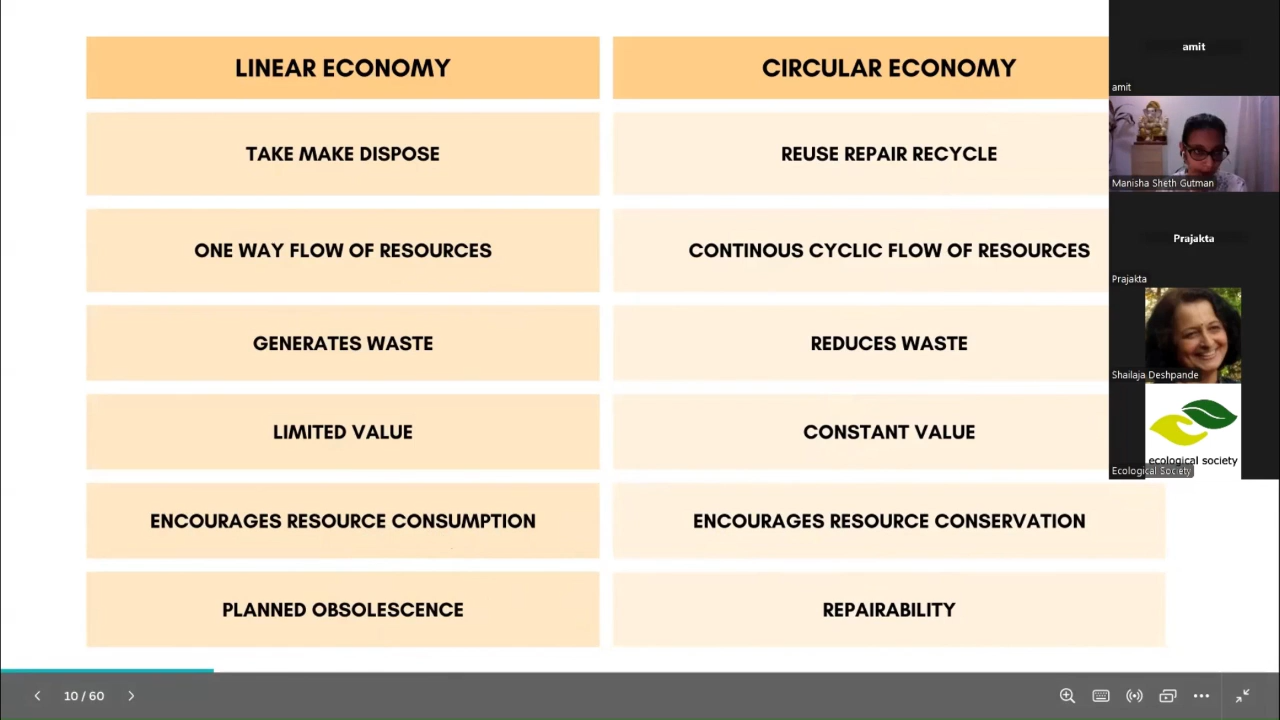 LINEAR ECONOMY
CIRCULAR ECONOMY
TAKE MAKE DISPOSE
REUSE REPAIR RECYCLE
ONE WAY FLOW OF RESOURCES
CONTINOUS CYCLIC FLOW OF RESOURCES
GENERATES WASTE
REDUCES WASTE
LIMITED VALUE
CONSTANT VALUE
ENCOURAGES RESOURCE CONSUMPTION
ENCOURAGES RESOURCE CONSERVATION
PLANNED OBSOLESCENCE
REPAIRABILITY
amit
amit
Manisha Sheth Gutman
Prajakta
Prajakta
Shailaja Deshpande
ecological society
Ecological Society
10 / 60